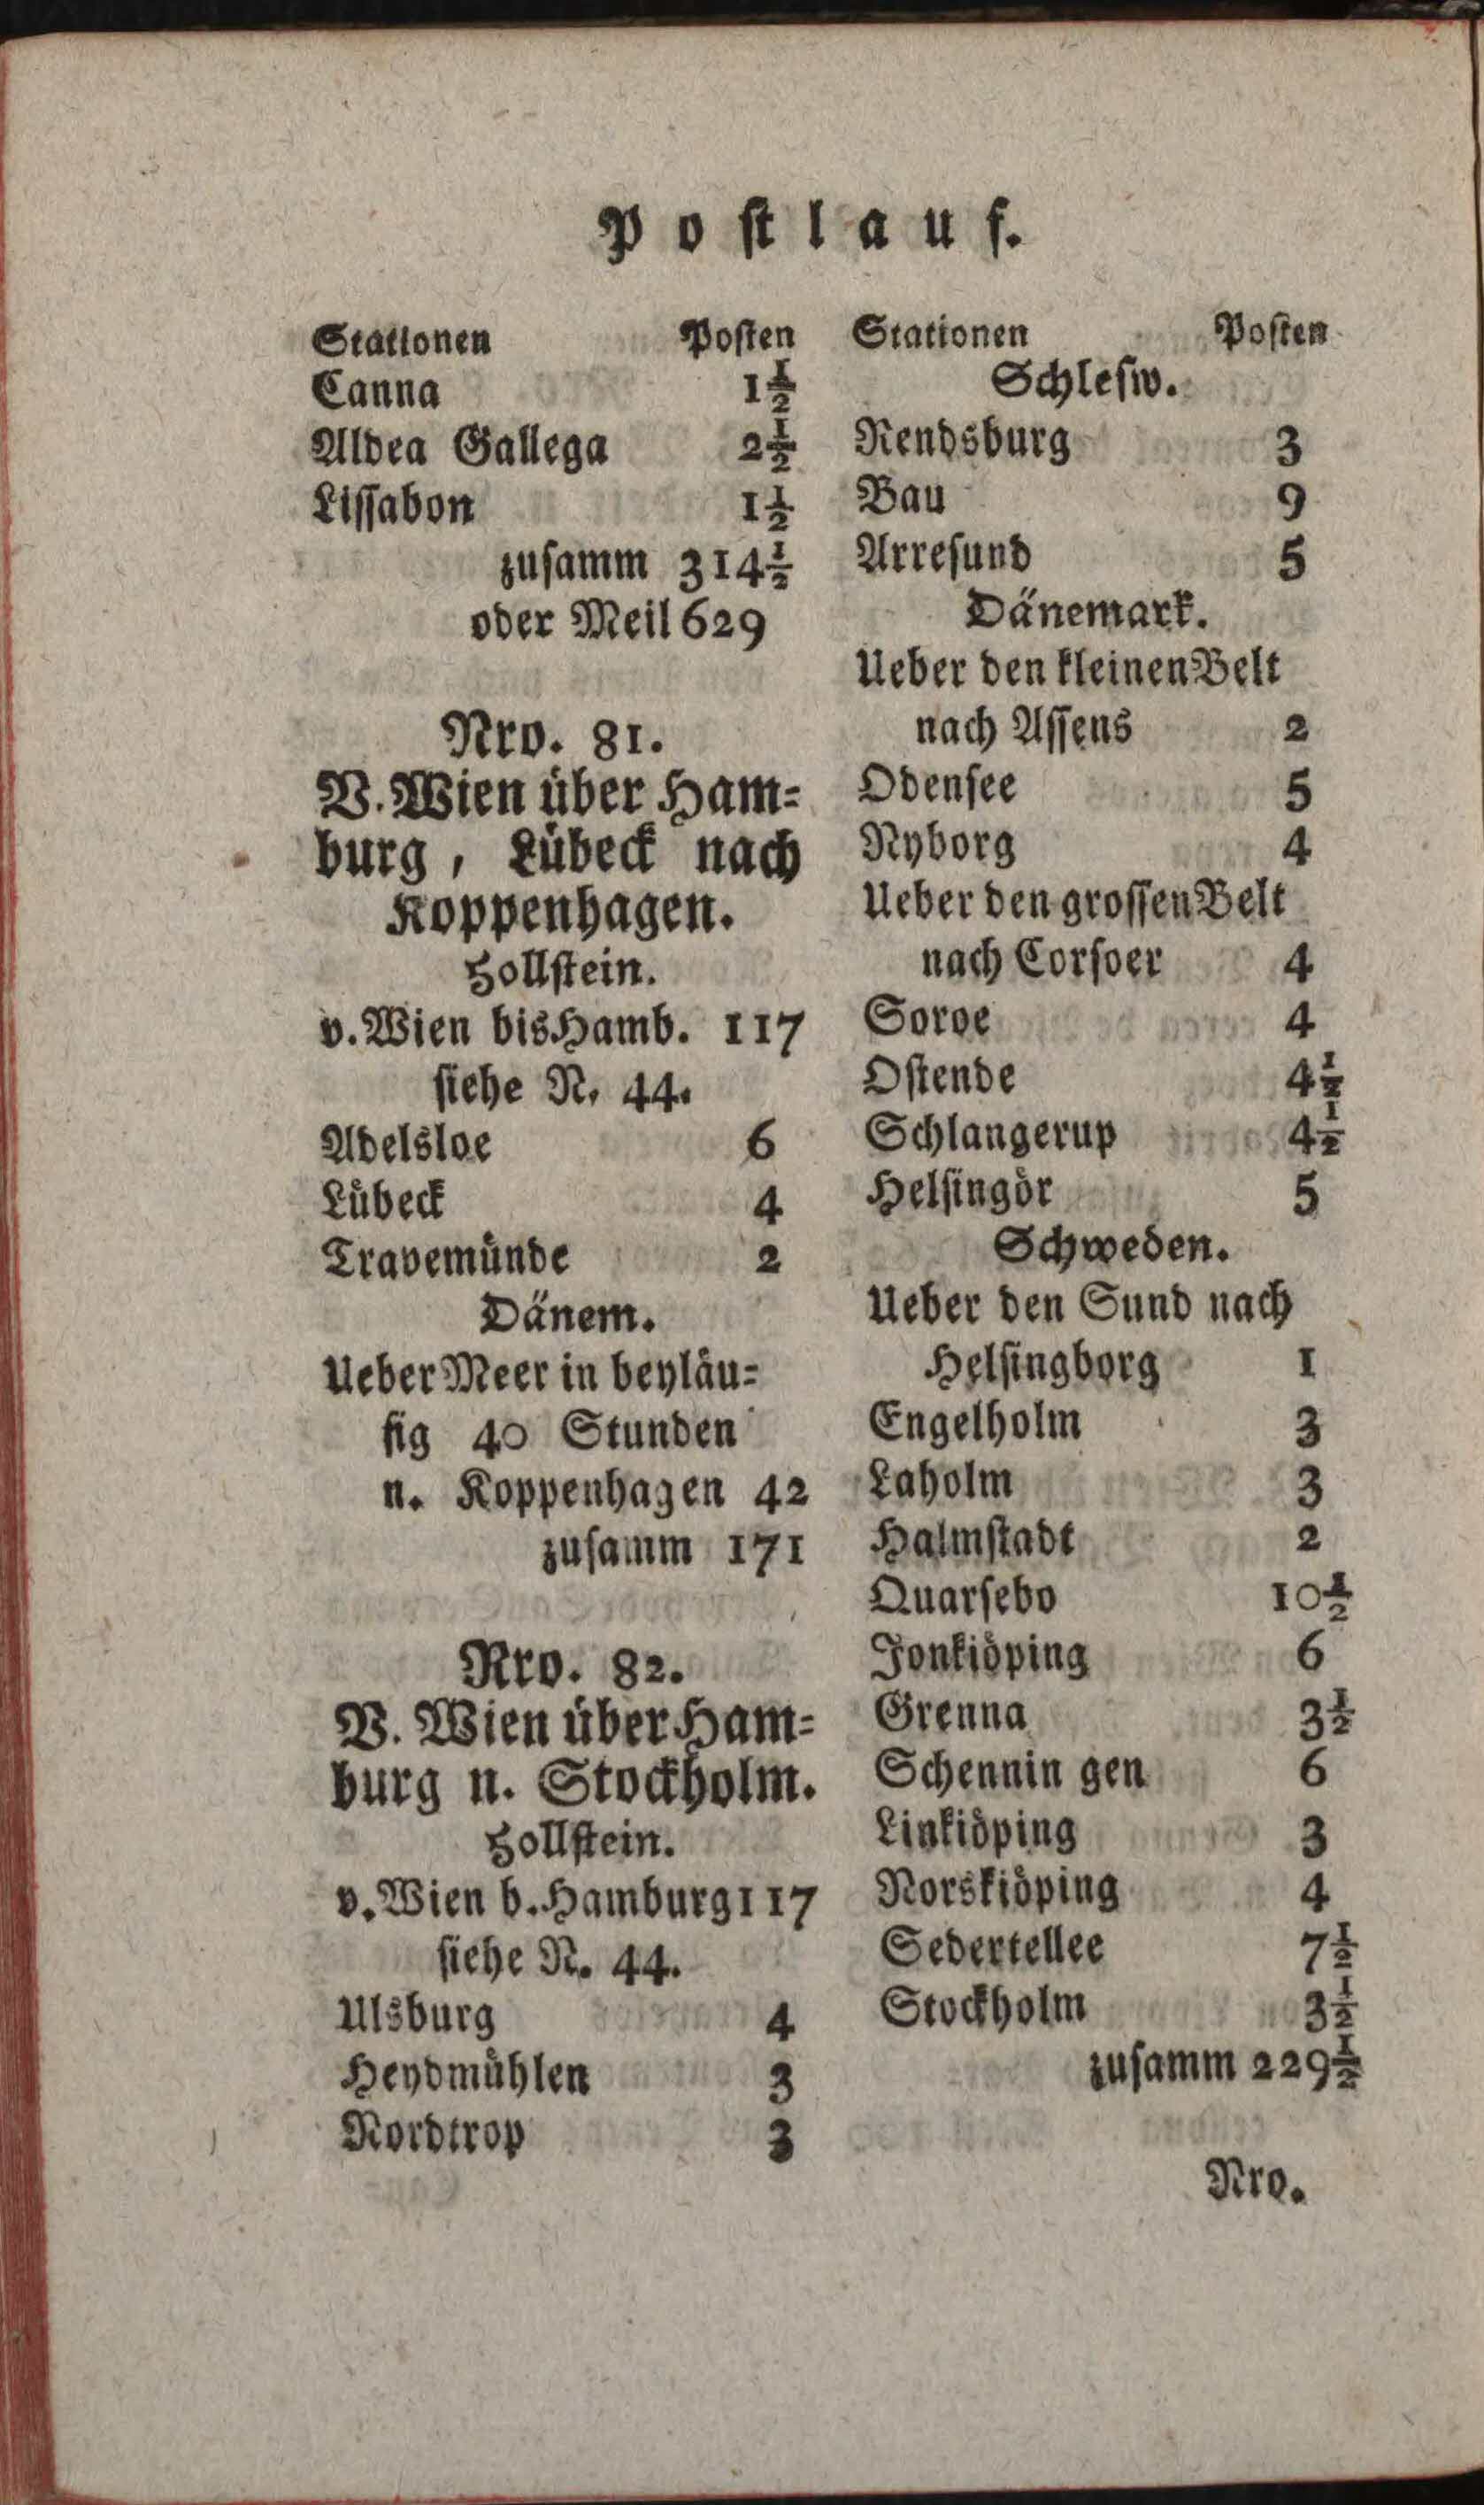 Postlauf.
Stationen Posten
Canna 1½
Aldea Gallega 2½
Lissabon 1½
zusamm 314½
oder Meil 629
Nro. 81.
V. Wien über Ham=
burg, Lübeck nach
Koppenhagen.
Hollstein.
v. Wien bis Hamb. 117
siehe N. 44.
Adelsloe 6
Lübeck 4
Travemünde 2
Dänem.
Ueber Meer in beyläu=
fig 40 Stunden
n. Koppenhagen 42
zusamm 171
Nro. 82.
V. Wien über Ham=
burg n. Stockholm.
Hollstein.
v. Wien b. Hamburg 117
siehe N. 44.
Ulsburg 4
Heydmühlen 3
Nordtrop 3
Stationen Posten
Schlesw.
Rendsburg 3
Bau 9
Arresund 5
Dänemark.
Ueber den kleinen Belt
nach Assens 2
Odensee 5
Nyborg 4
Ueber den grossen Belt
nach Corsoer 4
Soroe 4
Ostende 4½
Schlangerup 4½
Helsingör 5
Schweden.
Ueber den Sund nach
Helsingborg 1
Engelholm 3
Laholm 3
Halmstadt 2
Quarsebo 10½
Jonkiöping 6
Grenna 3½
Schennin gen 6
Linkiöping 3
Norskiöping 4
Sedertellee 7½
Stockholm 3½
zusamm 229½
Nro.